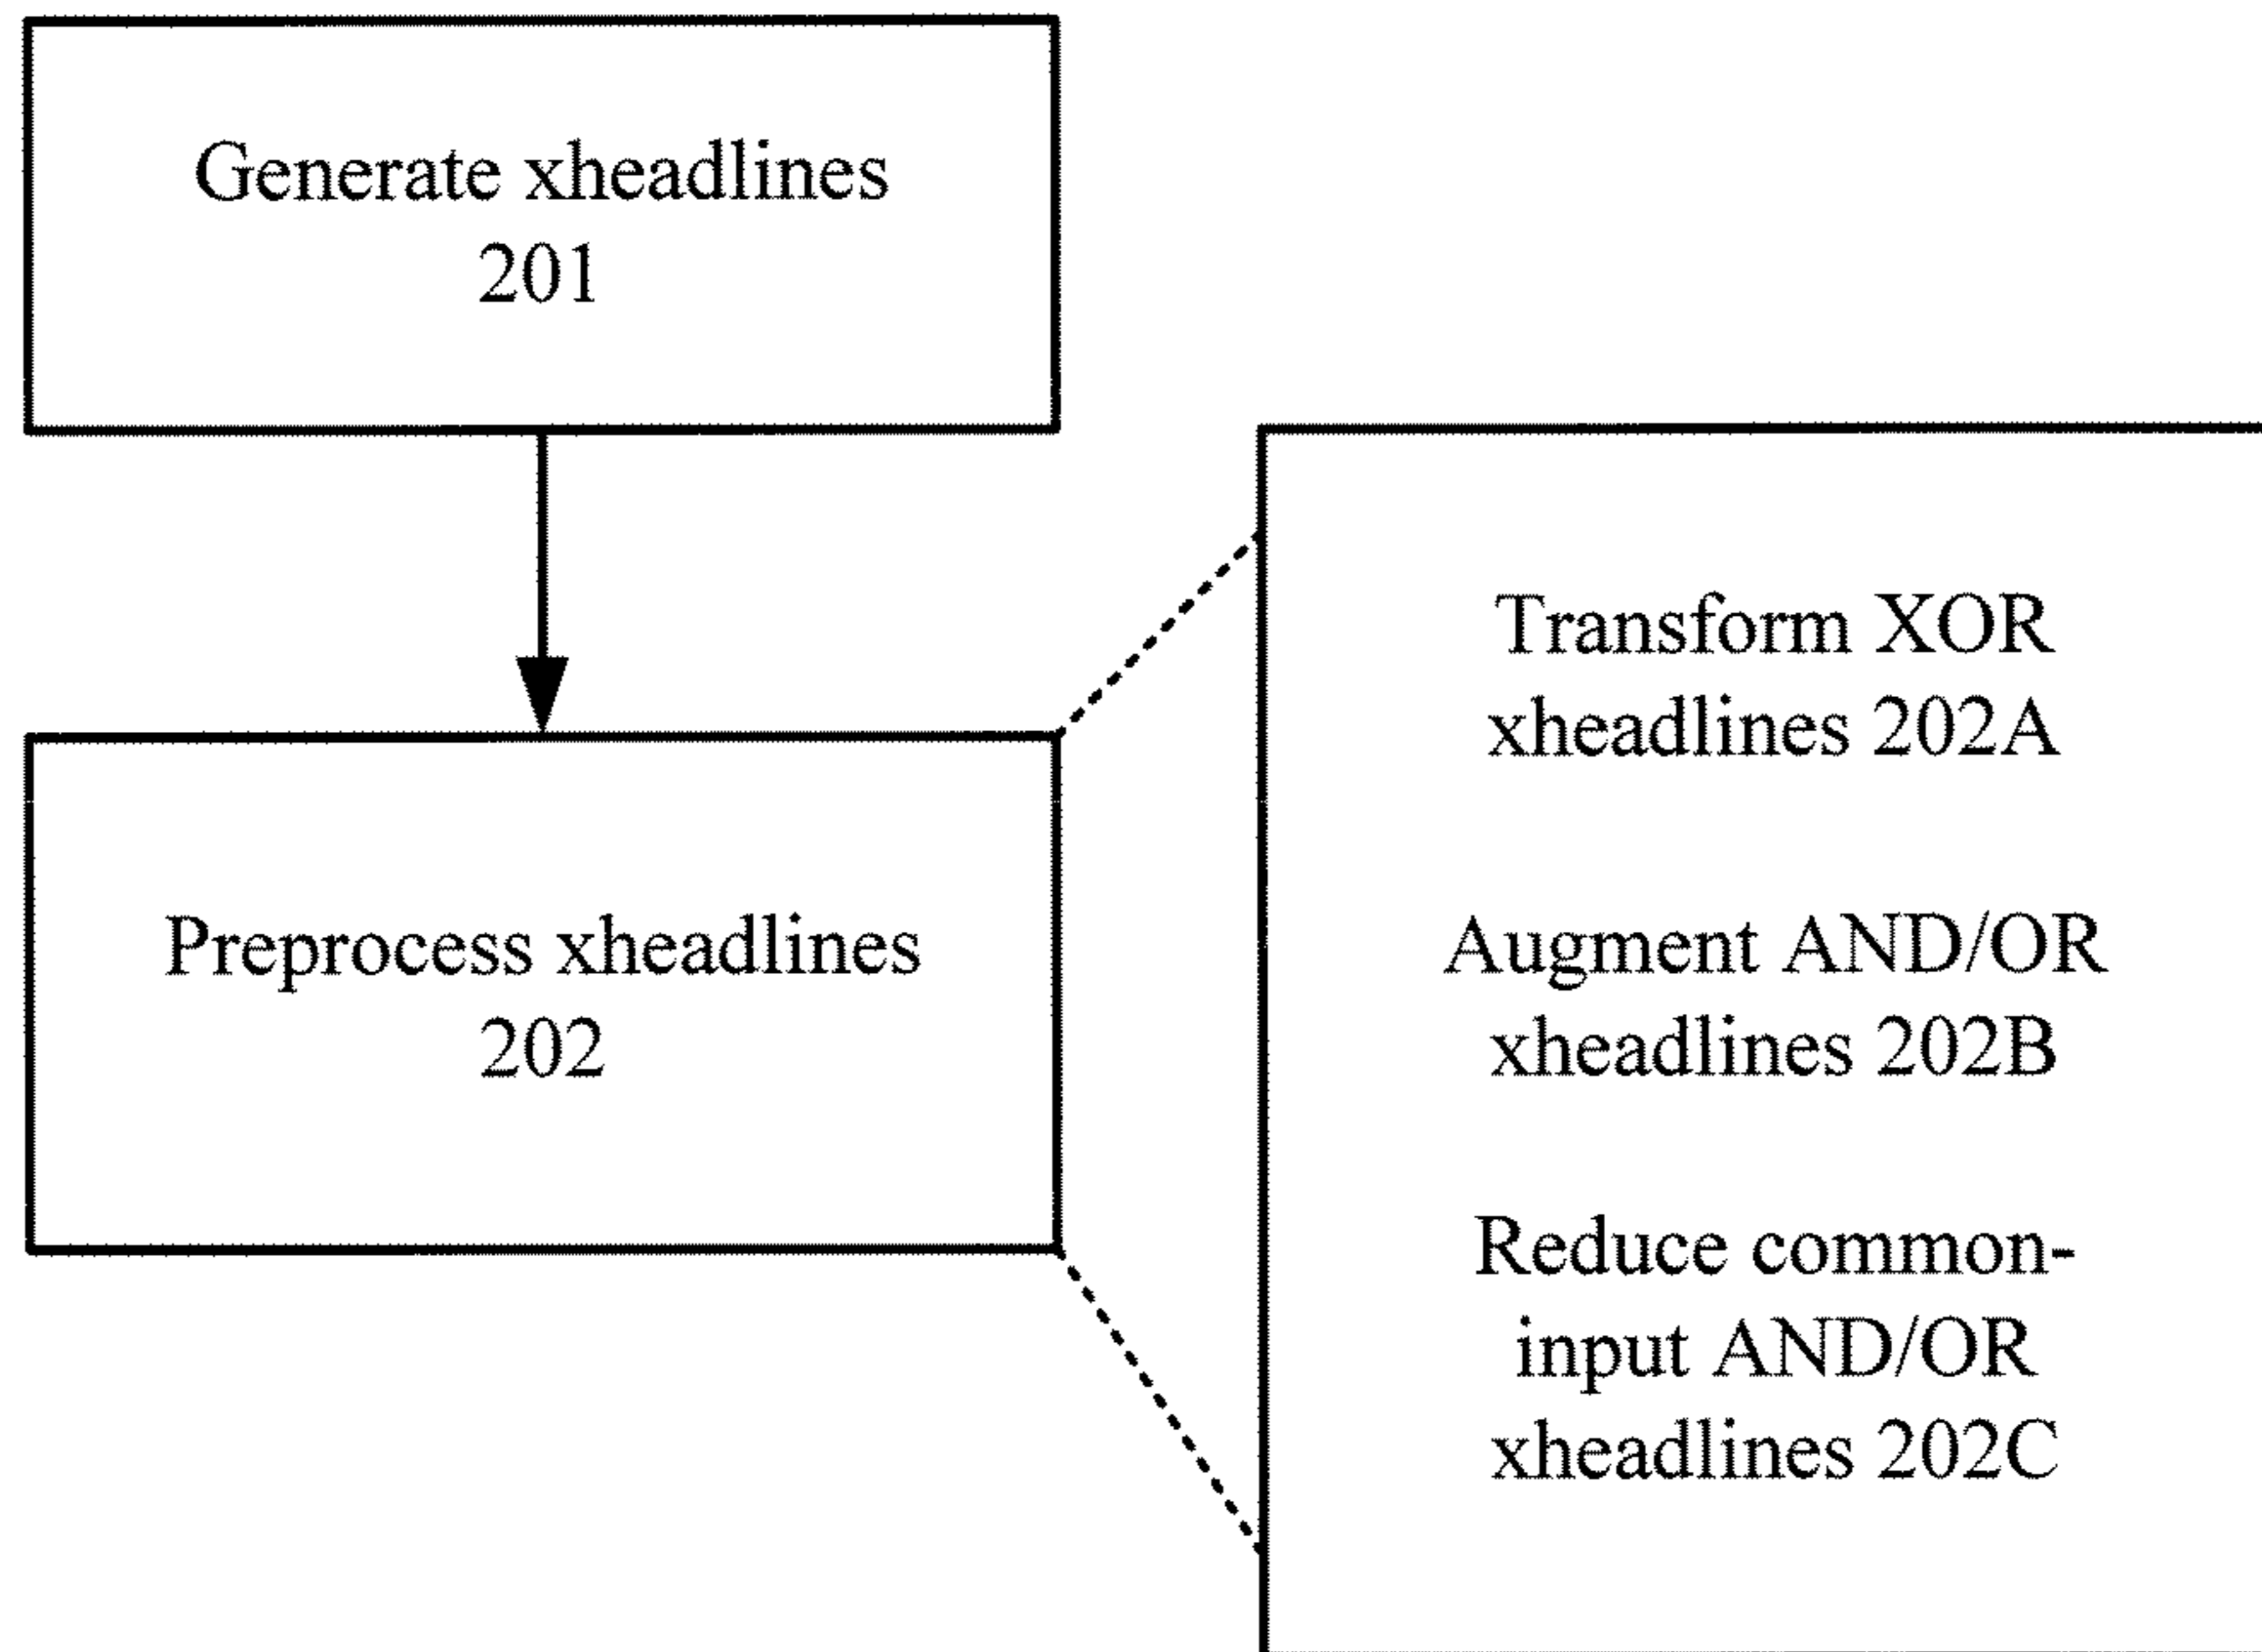 Generate xheadlines
201
Preprocess xheadlines
202
Transform XOR
xheadlines 202A
Augment AND/OR
xheadlines 202B
Reduce common-
input AND/OR
xheadlines 202C